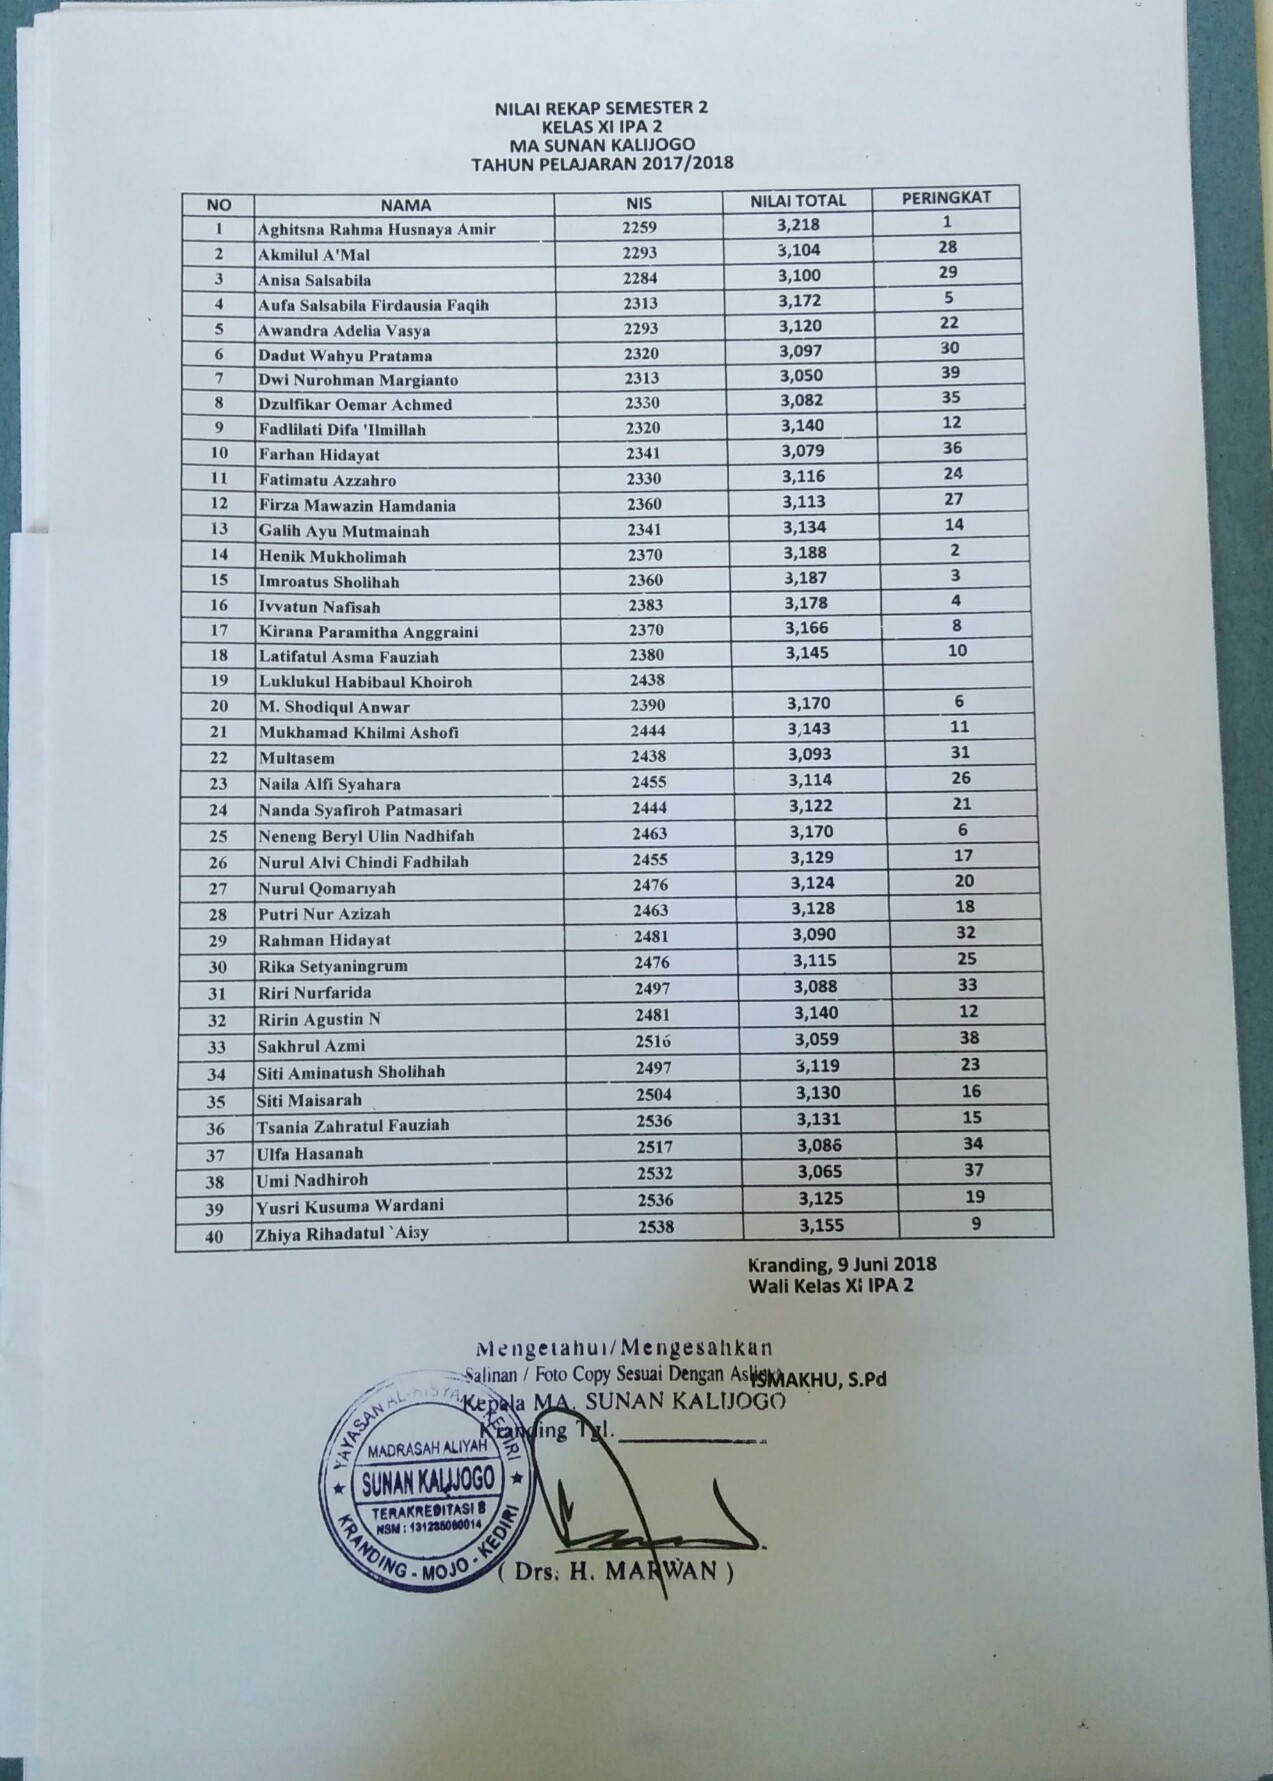 NILAI REKAP SEMESTER 2
KELAS XI IPA 2
MA SUNAN KALIJOGO
TAHUN PELAJARAN 2017/2018
NO NAMA NIS NILAI TOTAL PERINGKAT
1 Aghitsna Rahma Husnaya Amir 2259 3,218 1
2 Akmilul A'Mal 2293 3,104 28
3 Anisa Salsabila 2284 3,100 29
4 Aufa Salsabila Firdausia Faqih 2313 3,172 5
5 Awandra Adelia Vasya 2293 3,120 22
6 Dadut Wahyu Pratama 2320 3,097 30
7 Dwi Nurohman Margianto 2313 3,050 39
8 Dzulfikar Oemar Achmed 2330 3,082 35
9 Fadlilati Difa 'Ilmillah 2320 3,140 12
10 Farhan Hidayat 2341 3,079 36
11 Fatimatu Azzahro 2330 3,116 24
12 Firza Mawazin Hamdania 2360 3,113 27
13 Galih Ayu Mutmainah 2341 3,134 14
14 Henik Mukholimah 2370 3,188 2
15 Imroatus Sholihah 2360 3,187 3
16 Ivvatun Nafisah 2383 3,178 4
17 Kirana Paramitha Anggraini 2370 3,166 8
18 Latifatul Asma Fauziah 2380 3,145 10
19 Luklukul Habibaul Khoiroh 2438
20 M. Shodiqul Anwar 2390 3,170 6
21 Mukhamad Khilmi Ashofi 2444 3,143 11
22 Multasem 2438 3,093 31
23 Naila Alfi Syahara 2455 3,114 26
24 Nanda Syafiroh Patmasari 2444 3,122 21
25 Neneng Beryl Ulin Nadhifah 2463 3,170 6
26 Nurul Alvi Chindi Fadhilah 2455 3,129 17
27 Nurul Qomariyah 2476 3,124 20
28 Putri Nur Azizah 2463 3,128 18
29 Rahman Hidayat 2481 3,090 32
30 Rika Setyaningrum 2476 3,115 25
31 Riri Nurfarida 2497 3,088 33
32 Ririn Agustin N 2481 3,140 12
33 Sakhrul Azmi 2516 3,059 38
34 Siti Aminatush Sholihah 2497 3,119 23
35 Siti Maisarah 2504 3,130 16
36 Tsania Zahratul Fauziah 2536 3,131 15
37 Ulfa Hasanah 2517 3,086 34
38 Umi Nadhiroh 2532 3,065 37
39 Yusri Kusuma Wardani 2536 3,125 19
40 Zhiya Rihadatul `Aisy 2538 3,155 9
Kranding, 9 Juni 2018
Wali Kelas Xi IPA 2
Mengetahui/Mengesahkan
Salinan / Foto Copy Sesuai Dengan
ISMAKHU, S.Pd
Kepala MA. SUNAN KALIJOGO
Kranding Tgl.
YAYASAN KEDIRI
MADRASAH ALIYAH
SUNAN KALIJOGO
TERAKREDITASI B
NSM : 131235060014
KRANDING - MOJO - KEDIRI
( Drs. H. MARWAN )